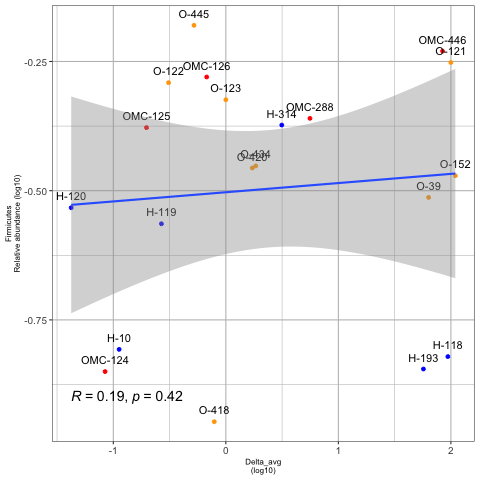 O-445
OMC-446
O-121
-0.25
O-122
OMC-126
O-123
OMC-288
H-314
OMC-125
O-152
-0.50
H-120
O-39
H-119
Firmicutes
Relative abundance (log10)
-0.75
H-10
H-118
OMC-124
H-193
R = 0.19, p = 0.42
O-418
-1
0
1
2
Delta_avg
(log10)